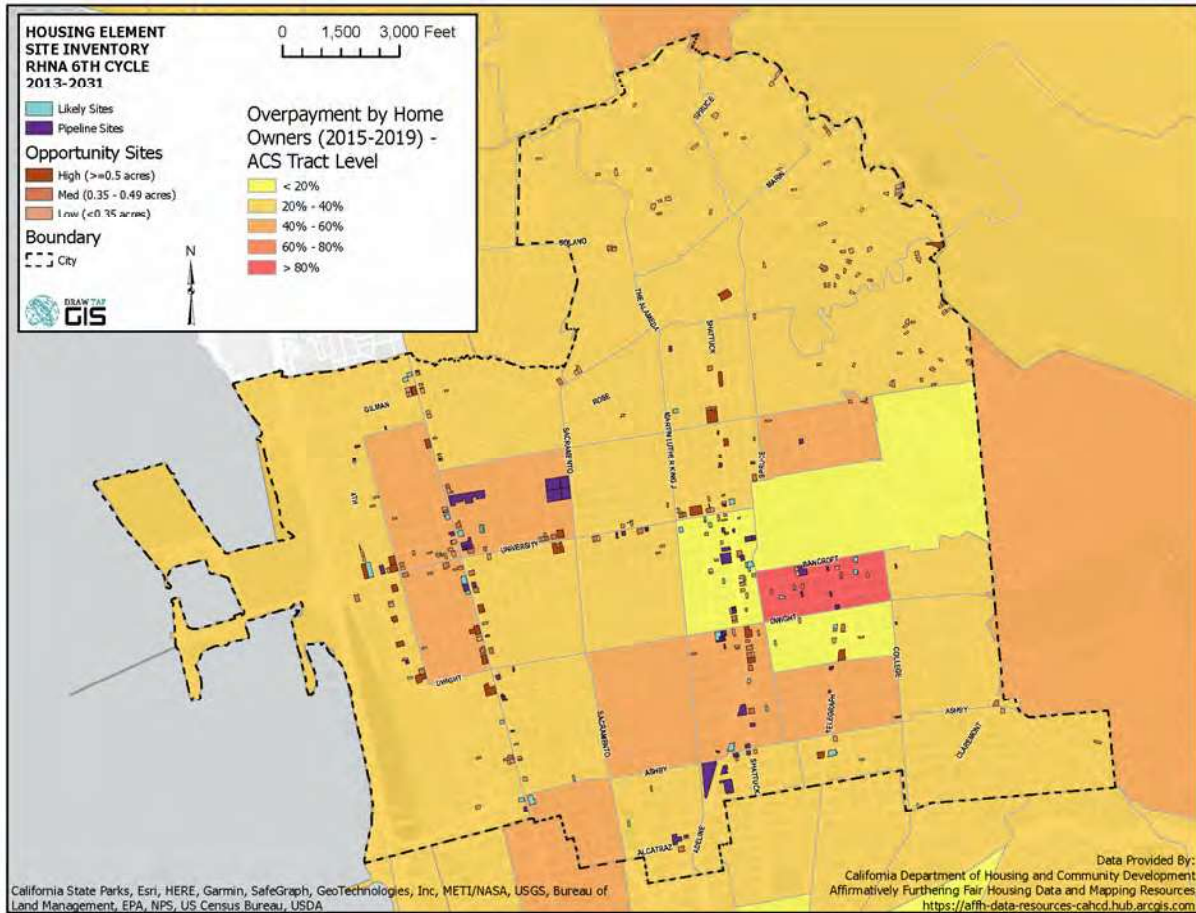 HOUSING ELEMENT
SITE INVENTORY
RHNA 6TH CYCLE
2013-2031
Likely Sites
Pipeline Sites
Opportunity Sites
High (>=0.5 acres)
Med (0.35 - 0.49 acres)
Low (<0.35 acres)
Boundary
City
DRAW TAP
GIS
N
0 1,500 3,000 Feet
Overpayment by Home
Owners (2015-2019) -
ACS Tract Level
< 20%
20% - 40%
40% - 60%
60% - 80%
> 80%
SPRUCE
MARIN
THE ALAMEDA
SHATTUCK
GILMAN
ROSE
SACRAMENTO
MARTIN LUTHER KING J
SPRUCE
UNIVERSITY
BANCROFT
DWIGHT
DWIGHT
COLLEGE
SACRAMENTO
TELEGRAPH
ASHBY
CLAREMONT
ASHBY
SHATTUCK
ADELINE
ALCATRAZ
California State Parks, Esri, HERE, Garmin, SafeGraph, GeoTechnologies, Inc, METI/NASA, USGS, Bureau of
Land Management, EPA, NPS, US Census Bureau, USDA
Data Provided By:
California Department of Housing and Community Development
Affirmatively Furthering Fair Housing Data and Mapping Resources
https://affh-data-resources-cahcd.hub.arcgis.com